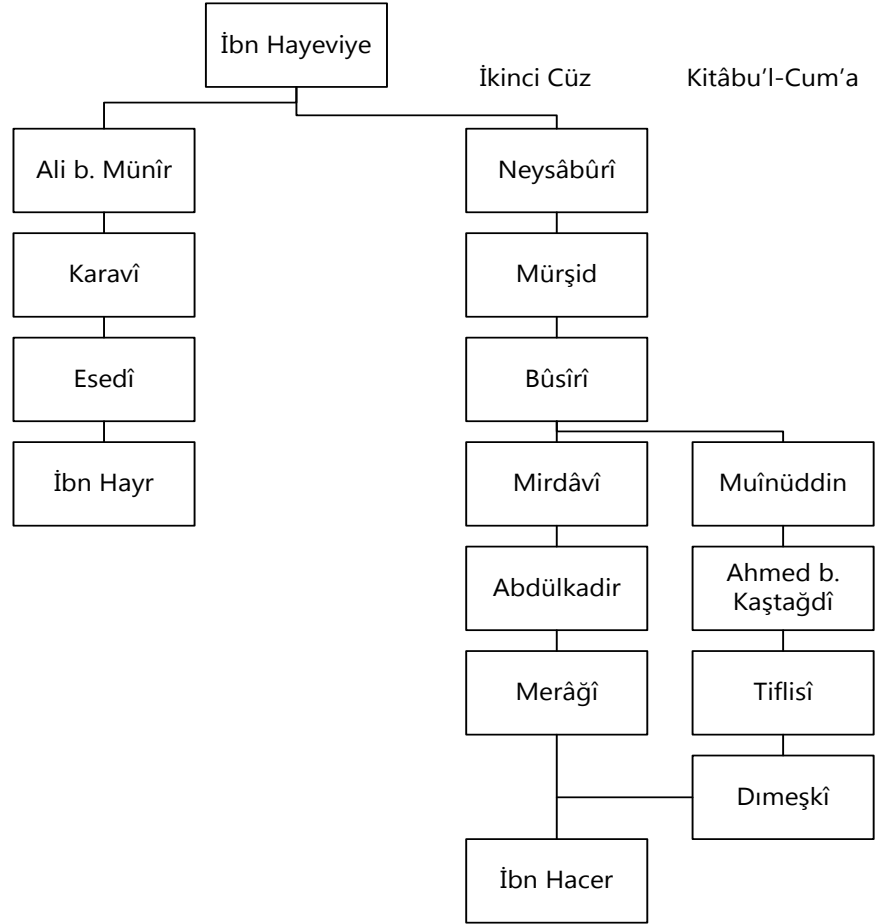 İbn Hayeviye
İkinci Cüz
Kitâbu'l-Cum'a
Ali b. Münîr
Neysâbûrî
Karavî
Mürşid
Esedî
Bûsîrî
İbn Hayr
Mirdâvî
Muînüddin
Abdülkadir
Ahmed b.
Kaştağdî
Merâğî
Tiflisî
Dımeşkî
İbn Hacer